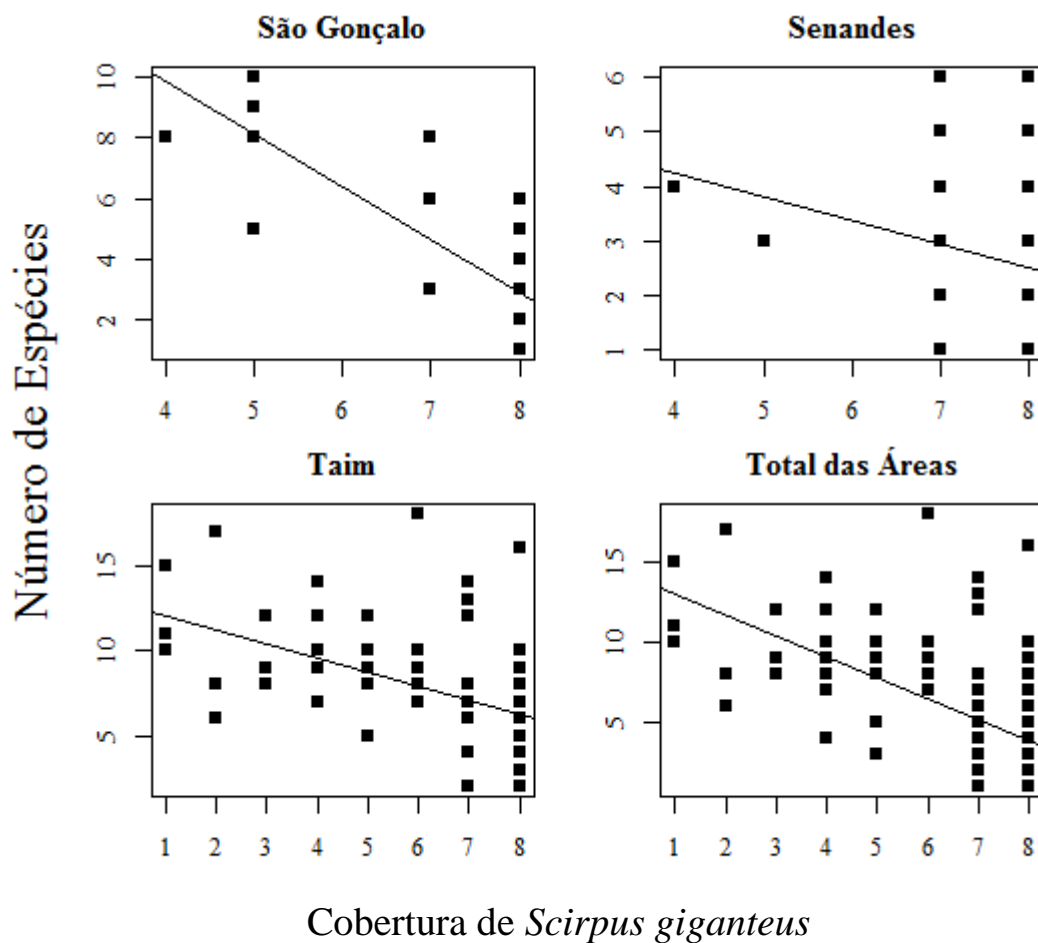 São Gonçalo
Senandes
Número de Espécies
10
8
6
4
2
4 5 6 7 8
6
5
4
3
2
1
4 5 6 7 8
Taim
Total das Áreas
15
10
5
1 2 3 4 5 6 7 8
15
10
5
1 2 3 4 5 6 7 8
Cobertura de Scirpus giganteus